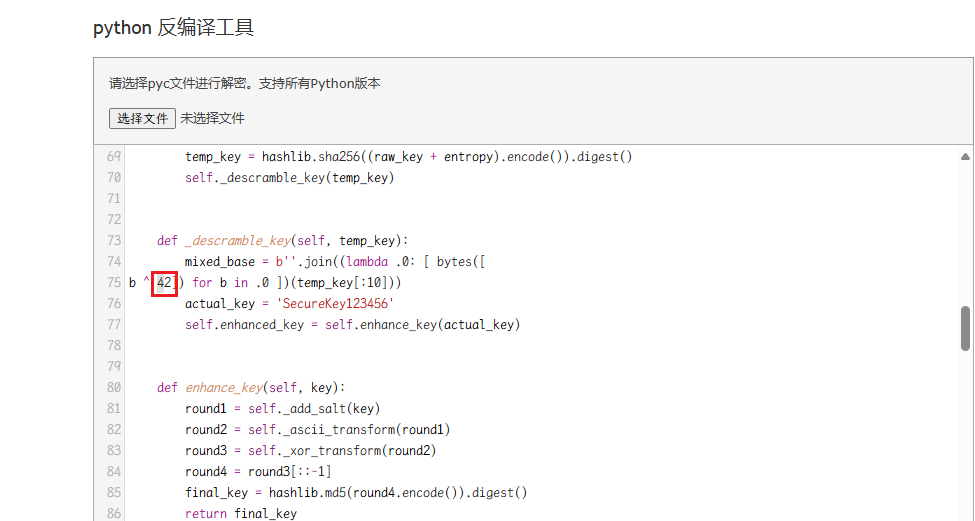 python 反编译工具
请选择pyc文件进行解密。支持所有Python版本
选择文件 未选择文件
69 temp_key = hashlib.sha256((raw_key + entropy).encode()).digest()
70 self._descramble_key(temp_key)
71
72
73 def _descramble_key(self, temp_key):
74 mixed_base = b''.join((lambda .0: [ bytes([
75 b ^ 42]) for b in .0 ])(temp_key[:10]))
76 actual_key = 'SecureKey123456'
77 self.enhanced_key = self.enhance_key(actual_key)
78
79
80 def enhance_key(self, key):
81 round1 = self._add_salt(key)
82 round2 = self._ascii_transform(round1)
83 round3 = self._xor_transform(round2)
84 round4 = round3[::-1]
85 final_key = hashlib.md5(round4.encode()).digest()
86 return final_key